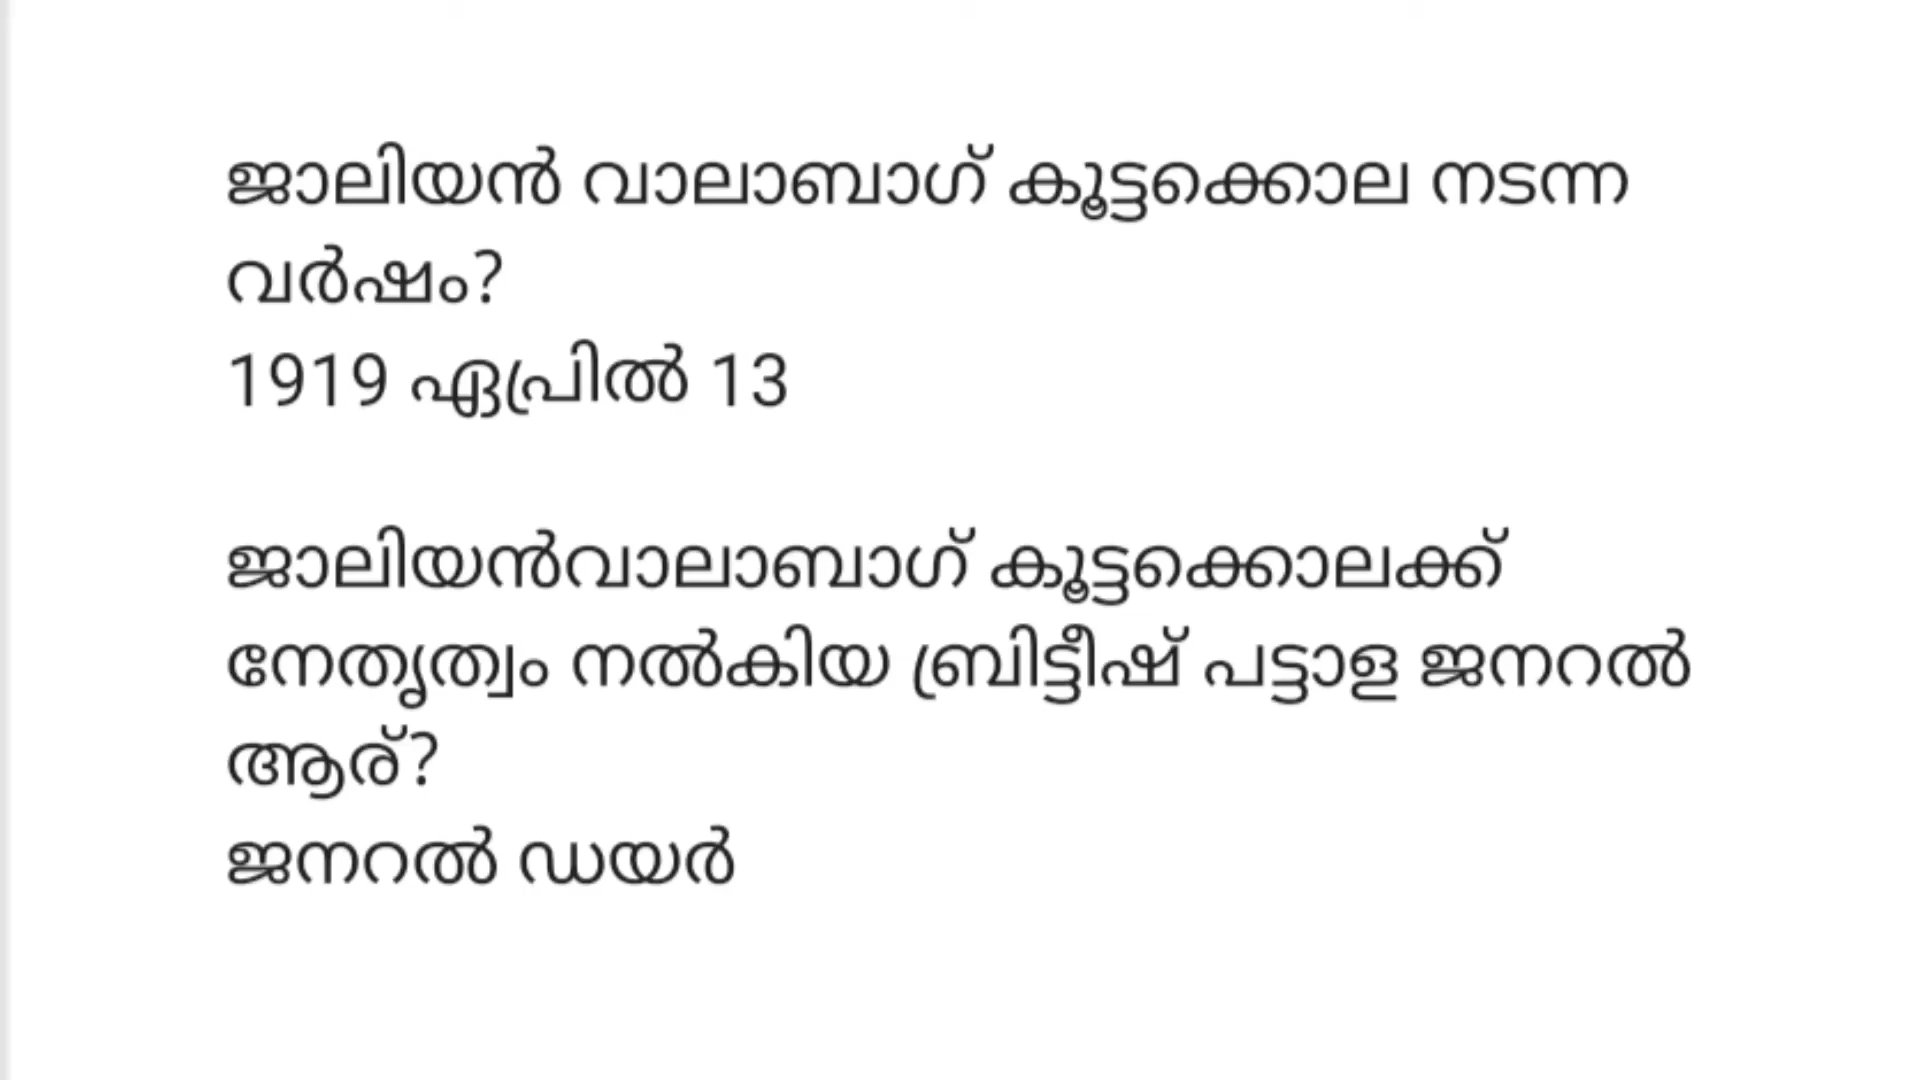 ജാലിയൻ വാലാബാഗ് കൂട്ടക്കൊല നടന്ന
വർഷം?
1919 ഏപ്രിൽ 13
ജാലിയൻവാലാബാഗ് കൂട്ടക്കൊലക്ക്
നേതൃത്വം നൽകിയ ബ്രിട്ടീഷ് പട്ടാള ജനറൽ
ആര്?
ജനറൽ ഡയർ